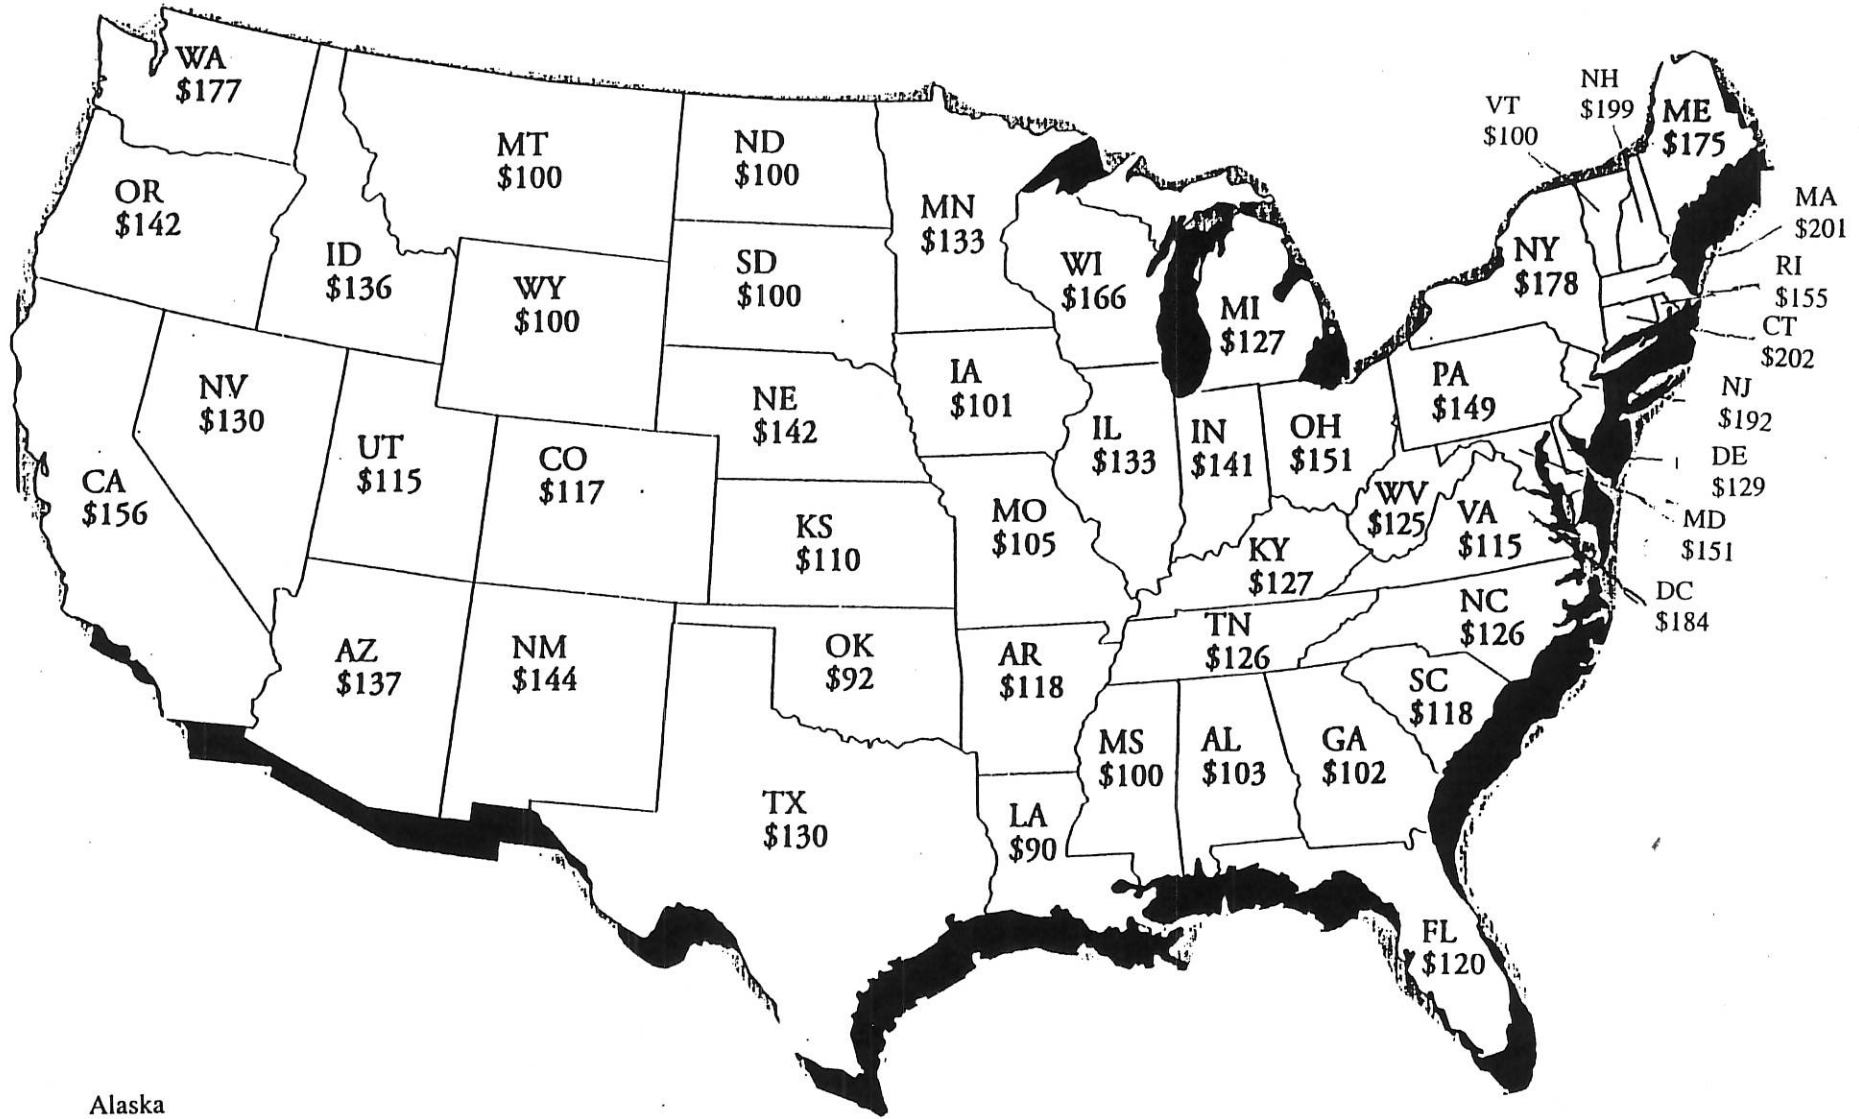 WA
$177
OR
$142
CA
$156
NV
$130
ID
$136
MT
$100
WY
$100
UT
$115
CO
$117
AZ
$137
NM
$144
ND
$100
SD
$100
NE
$142
KS
$110
OK
$92
TX
$130
MN
$133
IA
$101
MO
$105
AR
$118
LA
$90
WI
$166
IL
$133
MI
$127
IN
$141
OH
$151
KY
$127
TN
$126
MS
$100
AL
$103
GA
$102
FL
$120
SC
$118
NC
$126
VA
$115
WV
$125
PA
$149
NY
$178
VT
$100
NH
$199
ME
$175
MA
$201
RI
$155
CT
$202
NJ
$192
DE
$129
MD
$151
DC
$184
Alaska